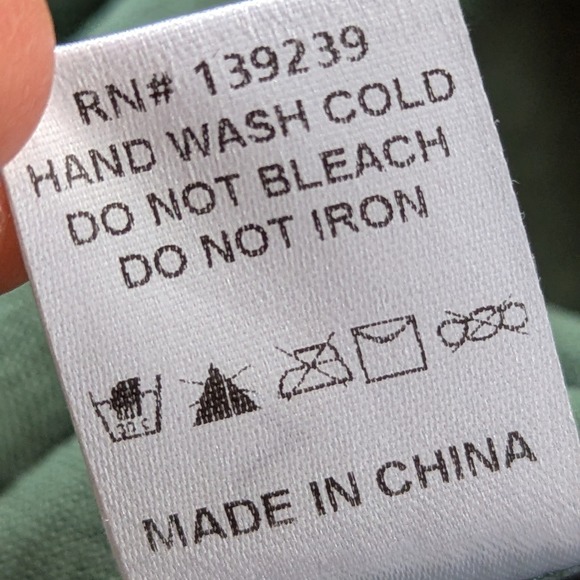 RN# 139239
HAND WASH COLD
DO NOT BLEACH
DO NOT IRON
30 C
MADE IN CHINA